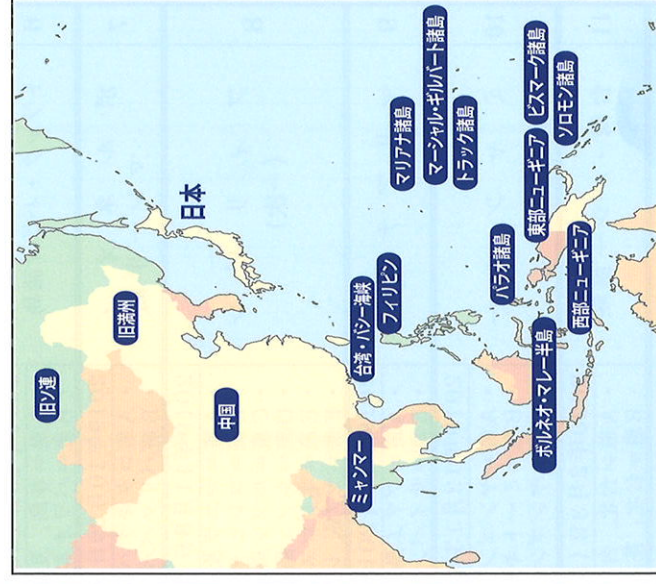 旧ソ連
旧満州
日本
中国
ミャンマー
台湾・バシー海峡
フィリピン
マリアナ諸島
マーシャル・ギルバート諸島
トラック諸島
パラオ諸島
ボルネオ・マレー半島
東部ニューギニア
西部ニューギニア
ビスマーク諸島
ソロモン諸島